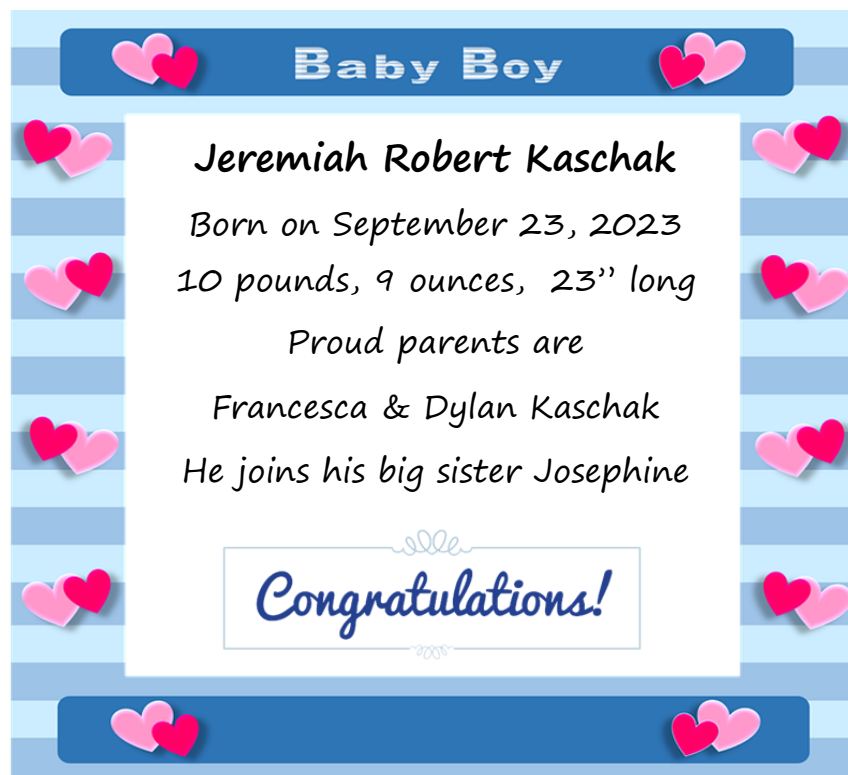 Baby Boy
Jeremiah Robert Kaschak
Born on September 23, 2023
10 pounds, 9 ounces,  23” long
Proud parents are
Francesca & Dylan Kaschak
He joins his big sister Josephine
Congratulations!